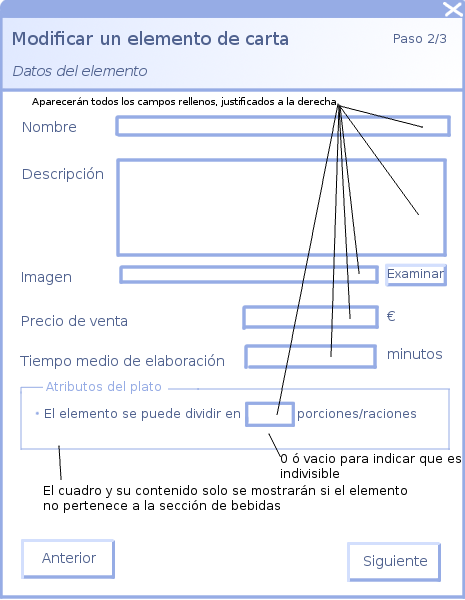 Modificar un elemento de carta
Paso 2/3
Datos del elemento
Aparecerán todos los campos rellenos, justificados a la derecha
Nombre
Descripción
Imagen
Examinar
Precio de venta
€
Tiempo medio de elaboración
minutos
Atributos del plato
• El elemento se puede dividir en
porciones/raciones
0 ó vacio para indicar que es
indivisible
El cuadro y su contenido solo se mostrarán si el elemento
no pertenece a la sección de bebidas
Anterior
Siguiente